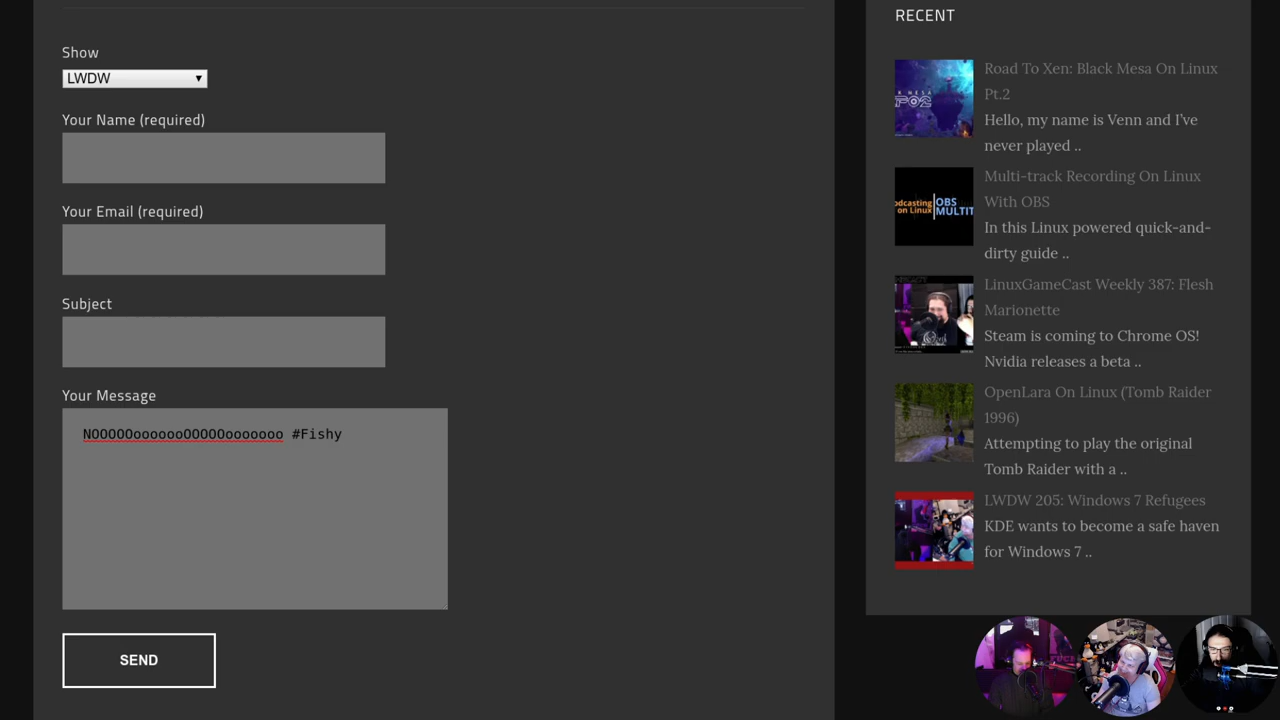 Show
LWDW
Your Name (required)
Your Email (required)
Subject
Your Message
NOOOOOooooooOOOOOooooooo #Fishy
SEND
RECENT
Road To Xen: Black Mesa On Linux
Pt.2
Hello, my name is Venn and I've
never played ..
Multi-track Recording On Linux
With OBS
In this Linux powered quick-and-
dirty guide ..
LinuxGameCast Weekly 387: Flesh
Marionette
Steam is coming to Chrome OS!
Nvidia releases a beta ..
OpenLara On Linux (Tomb Raider
1996)
Attempting to play the original
Tomb Raider with a ..
LWDW 205: Windows 7 Refugees
KDE wants to become a safe haven
for Windows 7 ..
on Linux
OBS